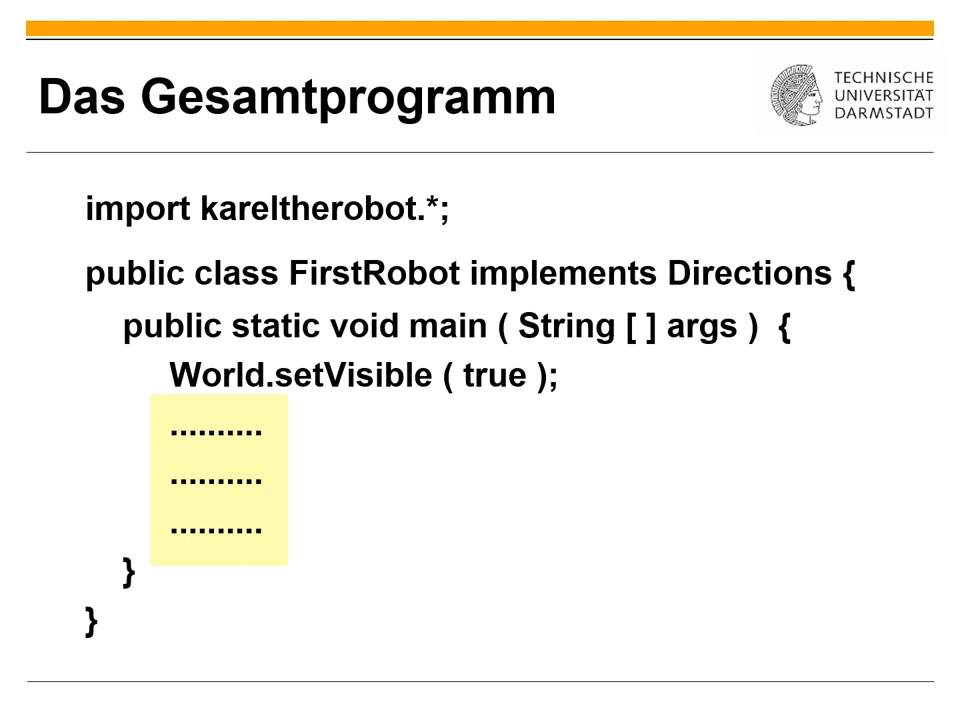 Das Gesamtprogramm
TECHNISCHE
UNIVERSITÄT
DARMSTADT
import kareltherobot.*;
public class FirstRobot implements Directions {
public static void main ( String [ ] args ) {
World.setVisible ( true );
..........
..........
..........
}
}